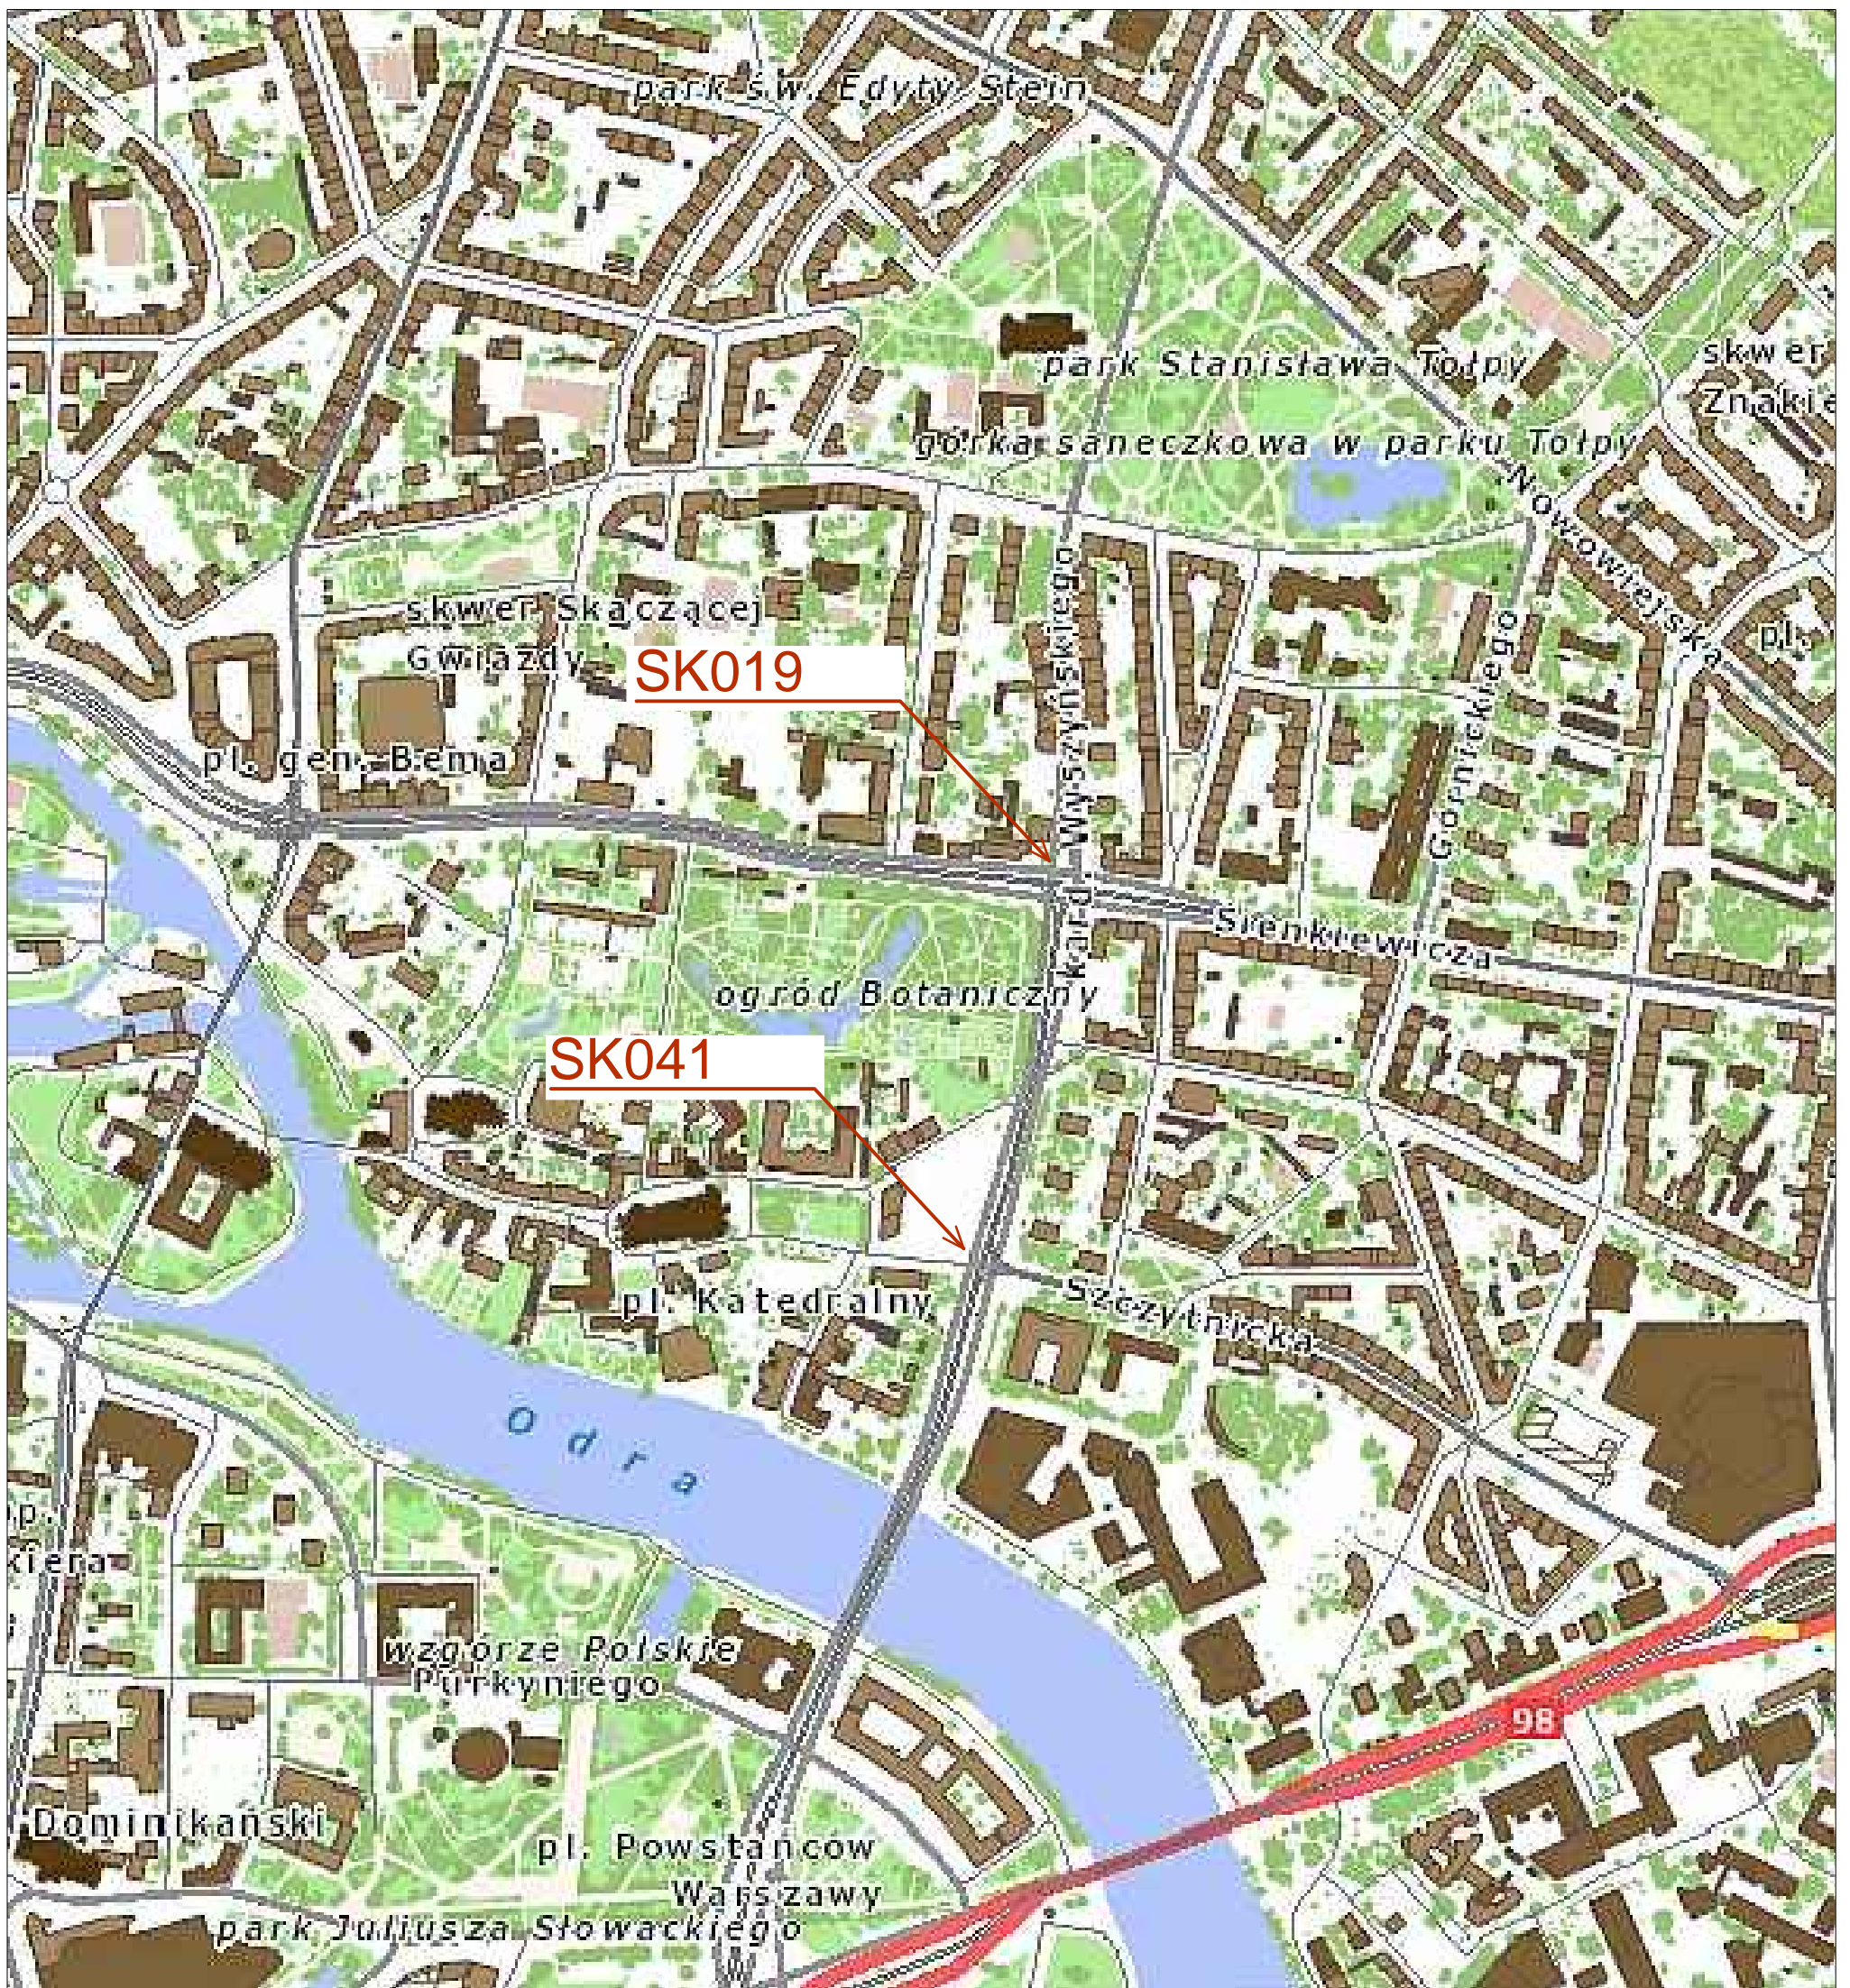 park św. Edyty Stein
skwer
Znakie
park Stanisława Tołpy
górka saneczkowa w parku Tołpy
Nowowiejska
skwer Skaczącej
Gwiazdy
pl.
SK019
kard. Wyszyńskiego
Górnickiego
pl. gen. Bema
Sienkiewicza
ogród Botaniczny
SK041
pl. Katedralny
Szczytnicka
Odra
p.
kiera
wzgórze Polskie
Purkyniego
98
Dominikański
pl. Powstańców
Warszawy
park Juliusza Słowackiego